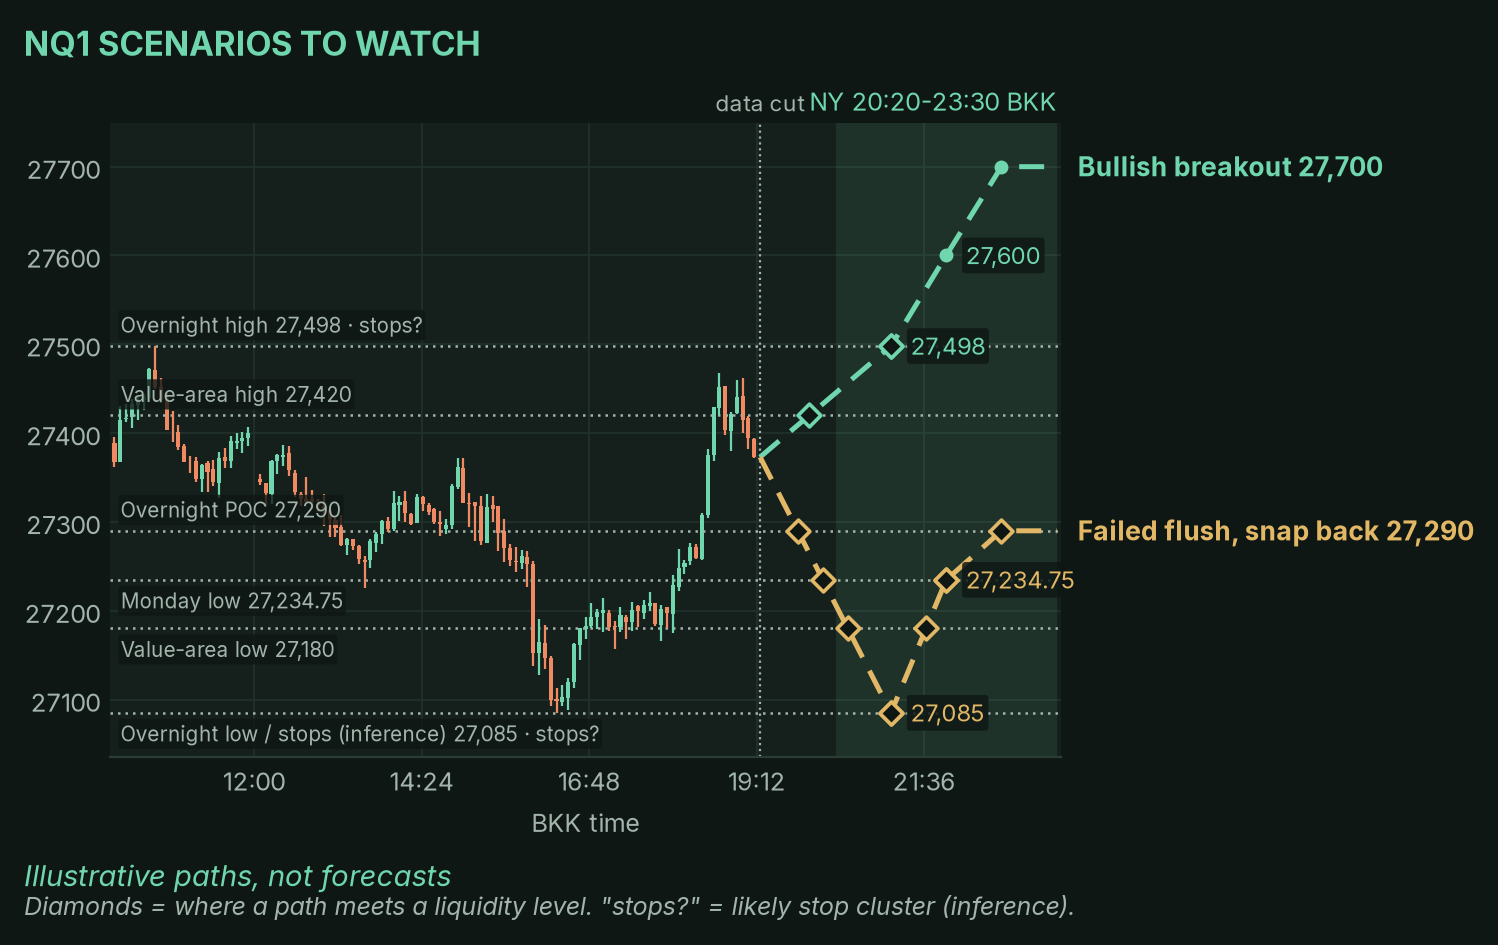 NQ1 SCENARIOS TO WATCH
data cut NY 20:20-23:30 BKK
27700
Bullish breakout 27,700
27600
27,600
Overnight high 27,498 · stops?
27500
27,498
Value-area high 27,420
27400
Overnight POC 27,290
27300
Failed flush, snap back 27,290
27,234.75
Monday low 27,234.75
27200
Value-area low 27,180
27100
27,085
Overnight low / stops (inference) 27,085 · stops?
12:00 14:24 16:48 19:12 21:36
BKK time
Illustrative paths, not forecasts
Diamonds = where a path meets a liquidity level. "stops?" = likely stop cluster (inference).